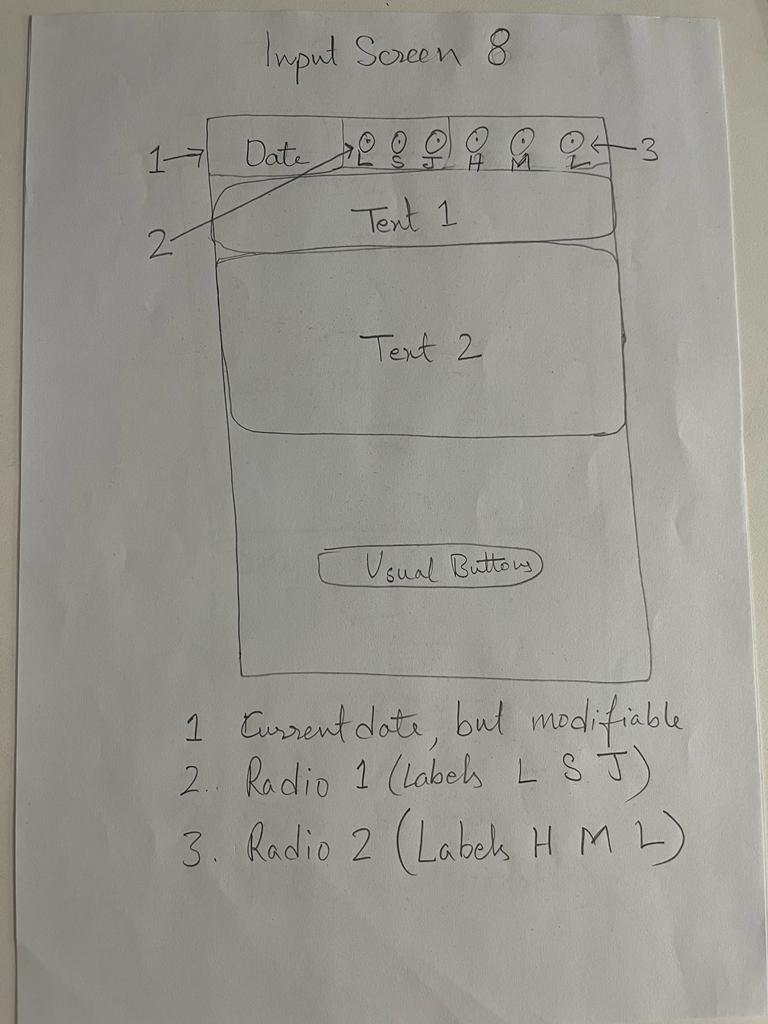 Input Screen 8
1 Date L S J H M L 3
2 Text 1
Text 2
Usual Buttons
1 Current date, but modifiable
2. Radio 1 (Labels L S J)
3. Radio 2 (Labels H M L)